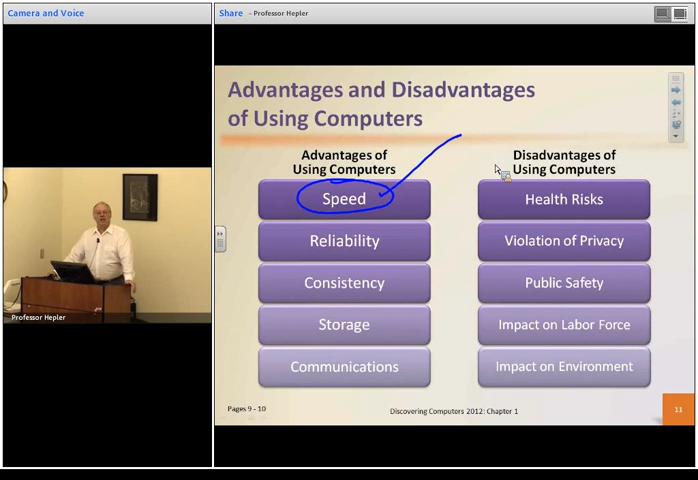 Camera and Voice
Share - Professor Hepler
Advantages and Disadvantages
of Using Computers
Advantages of
Using Computers
Speed
Reliability
Consistency
Storage
Communications
Disadvantages of
Using Computers
Health Risks
Violation of Privacy
Public Safety
Impact on Labor Force
Impact on Environment
Professor Hepler
Pages 9 - 10
Discovering Computers 2012: Chapter 1
11